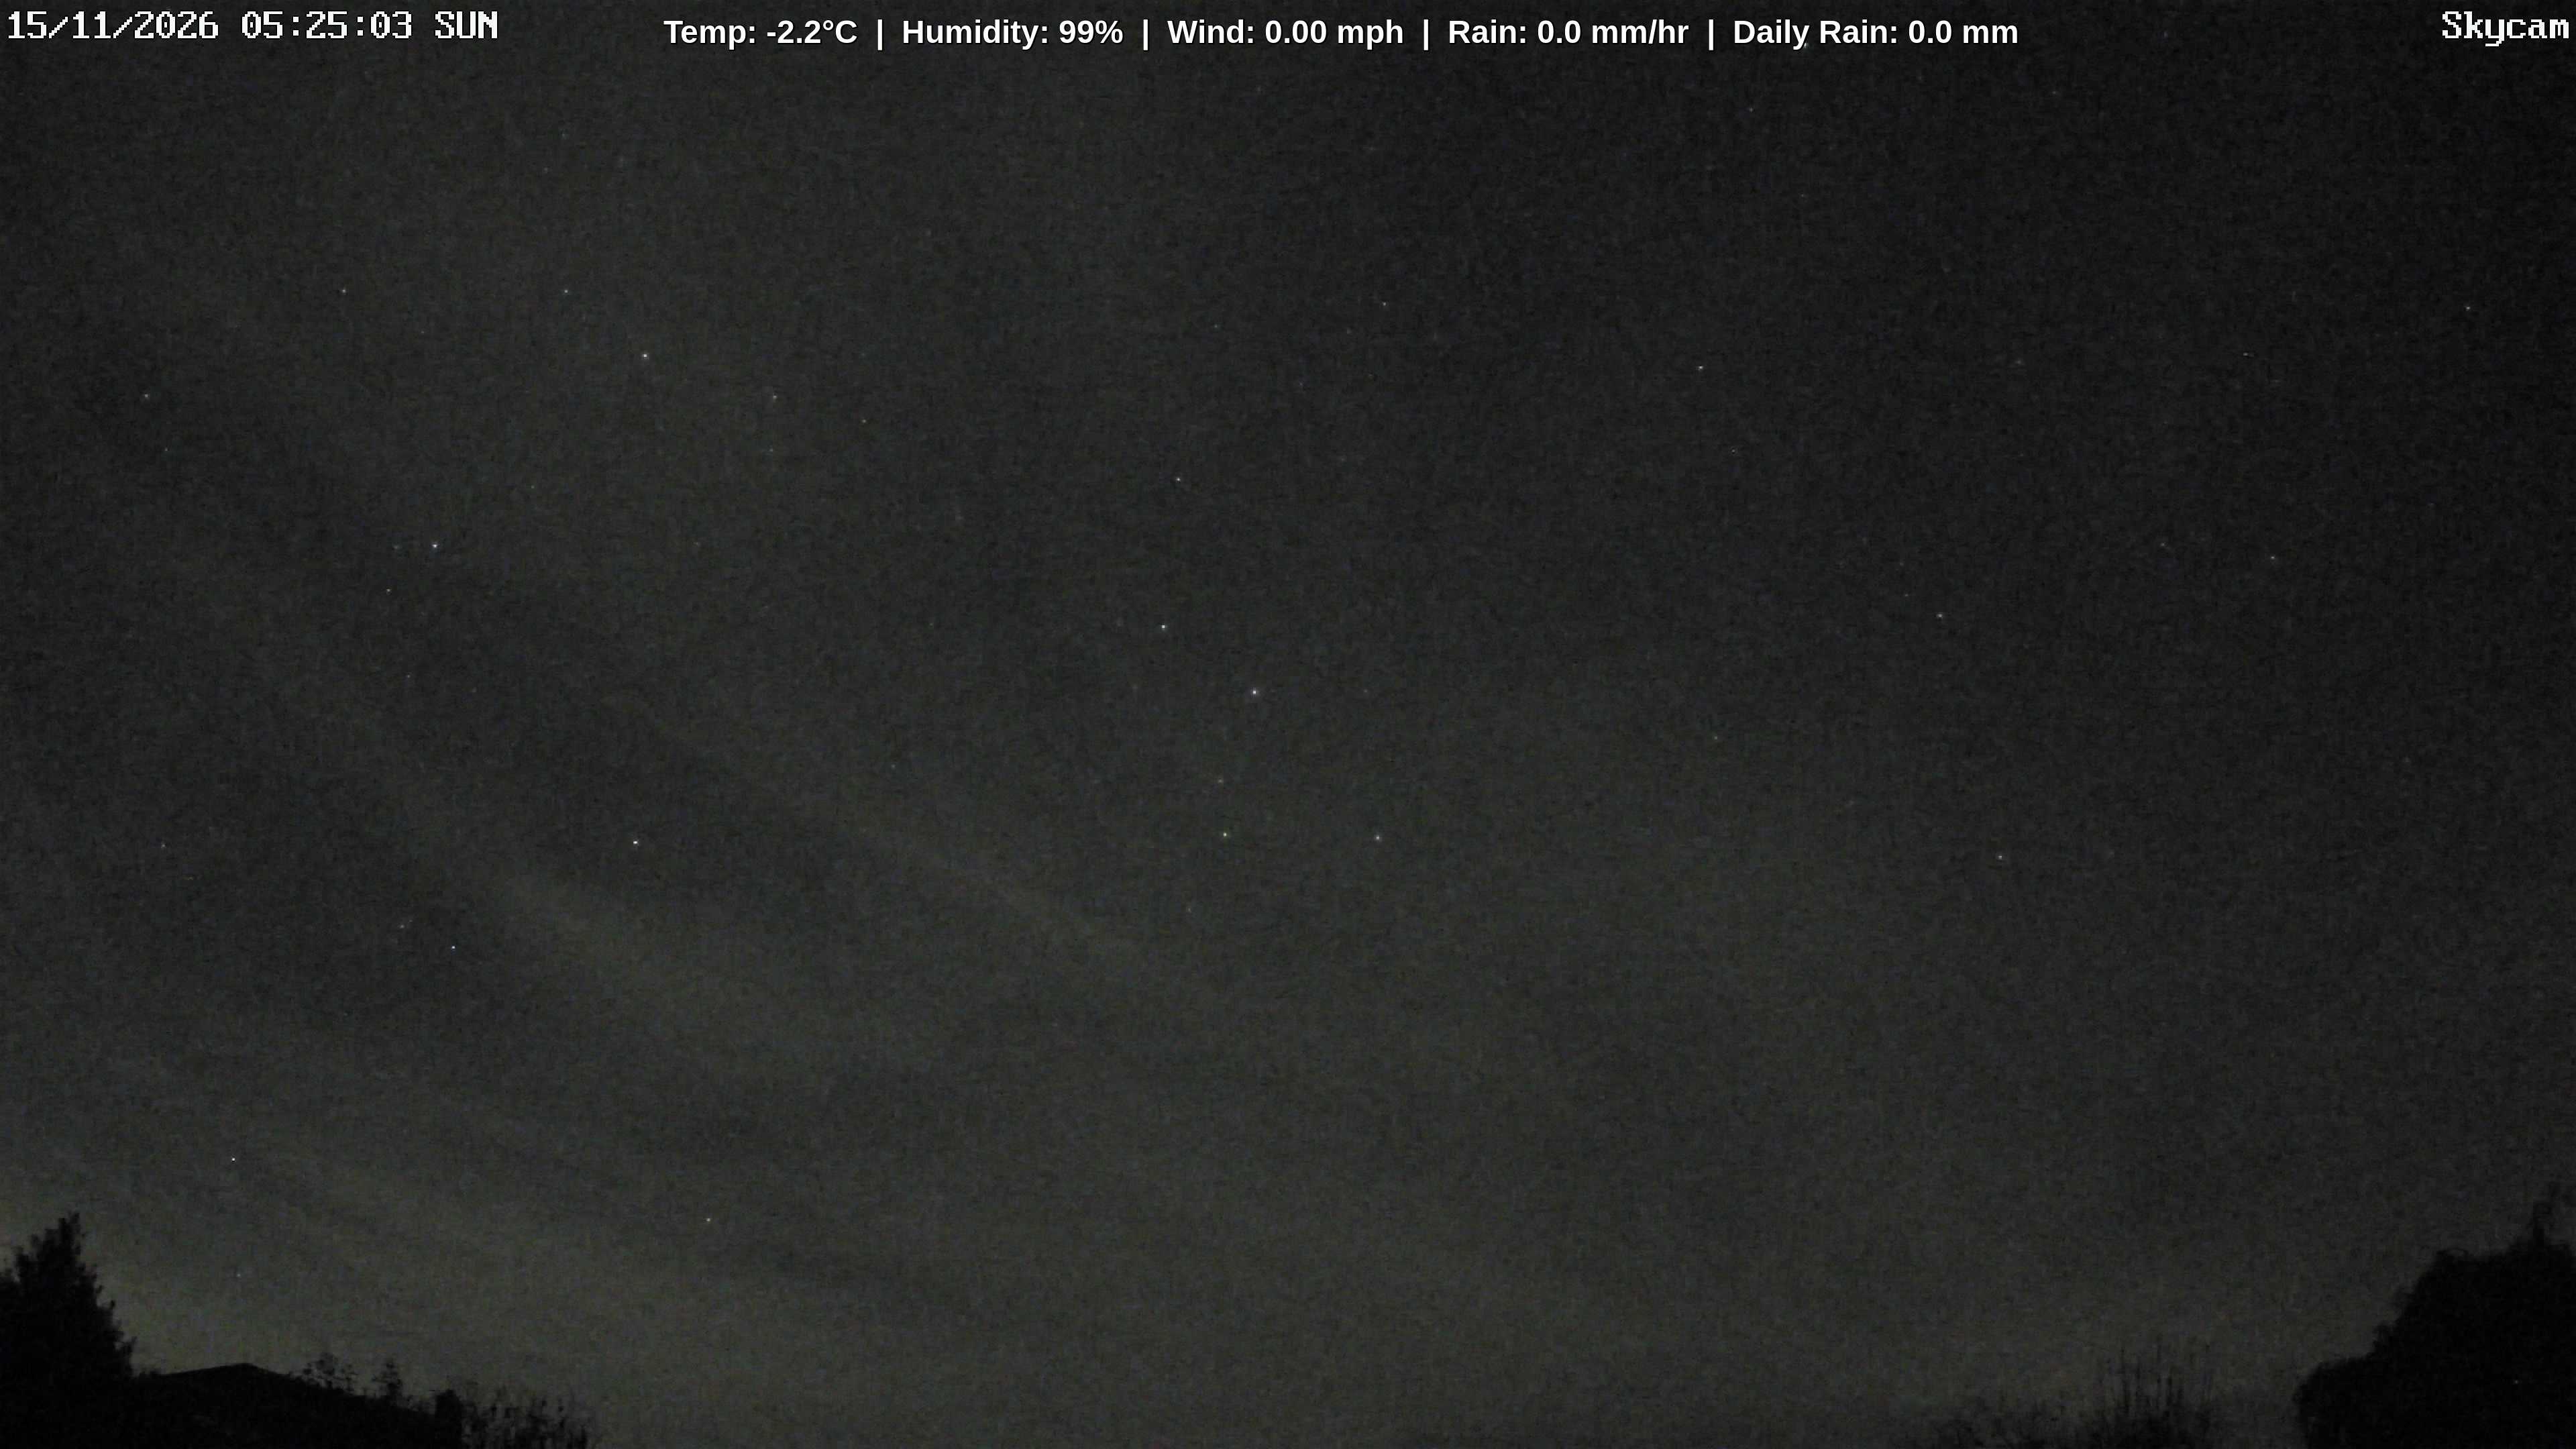 15/11/2026 05:25:03 SUN
Temp: -2.2°C | Humidity: 99% | Wind: 0.00 mph | Rain: 0.0 mm/hr | Daily Rain: 0.0 mm
Skycam